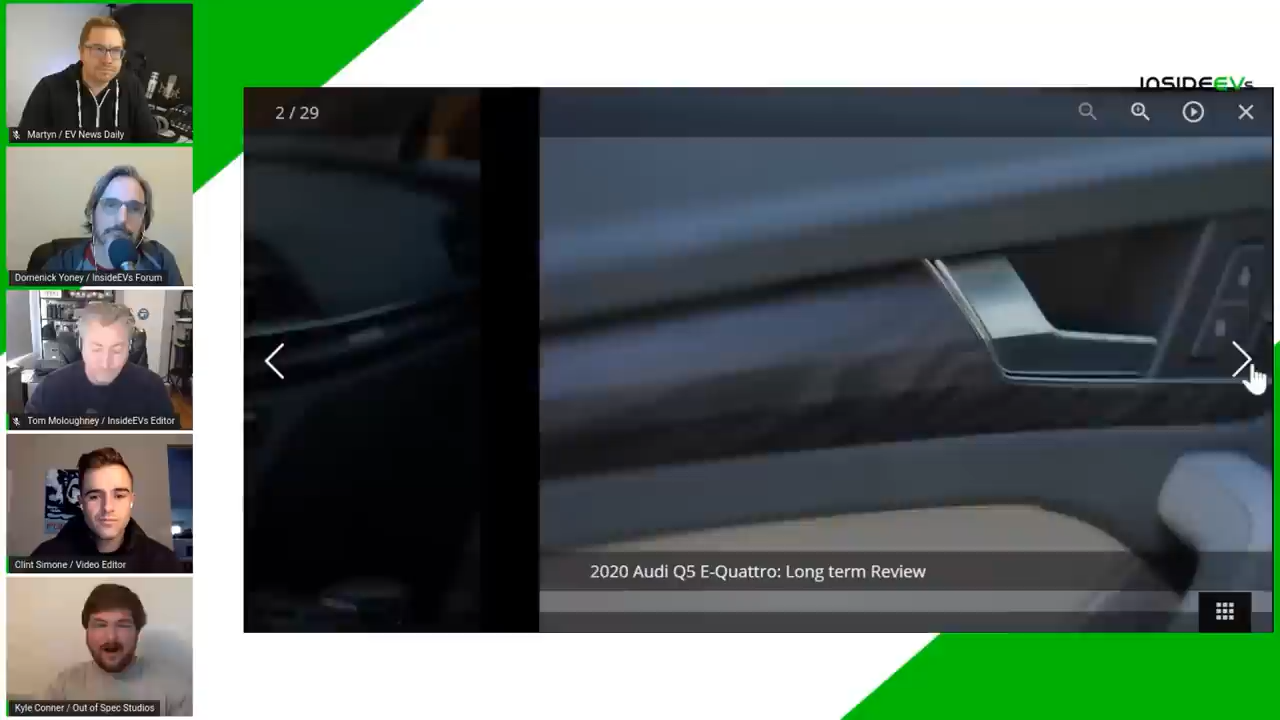 Martyn / EV News Daily
Domenick Yoney / InsideEVs Forum
Tom Moloughney / InsideEVs Editor
Clint Simone / Video Editor
Kyle Conner / Out of Spec Studios
INSIDEEVs
2 / 29
2020 Audi Q5 E-Quattro: Long term Review